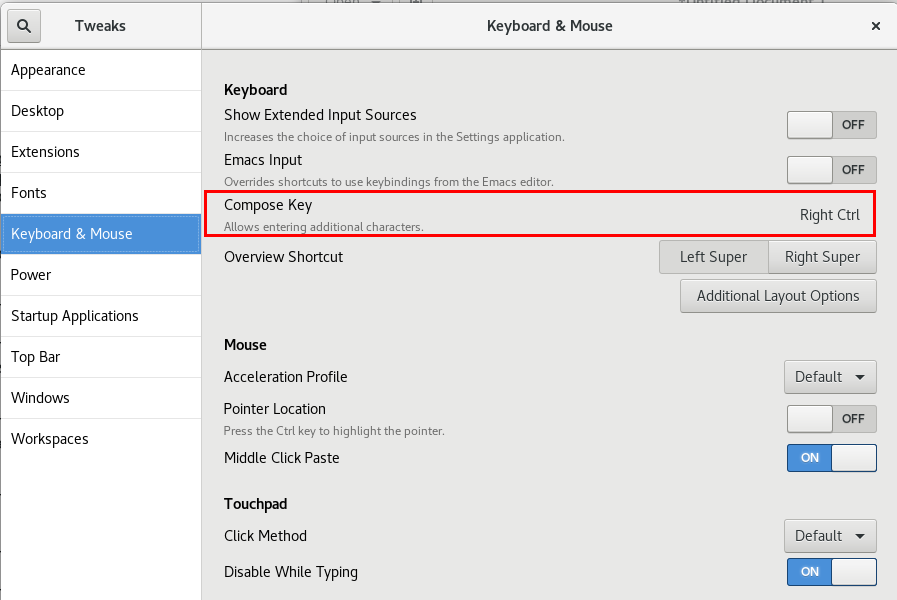 Tweaks
Keyboard & Mouse
Appearance
Desktop
Extensions
Fonts
Keyboard & Mouse
Power
Startup Applications
Top Bar
Windows
Workspaces
Keyboard
Show Extended Input Sources
OFF
Increases the choice of input sources in the Settings application.
Emacs Input
OFF
Overrides shortcuts to use keybindings from the Emacs editor.
Compose Key
Right Ctrl
Allows entering additional characters.
Overview Shortcut
Left Super
Right Super
Additional Layout Options
Mouse
Acceleration Profile
Default
Pointer Location
OFF
Press the Ctrl key to highlight the pointer.
Middle Click Paste
ON
Touchpad
Click Method
Default
Disable While Typing
ON